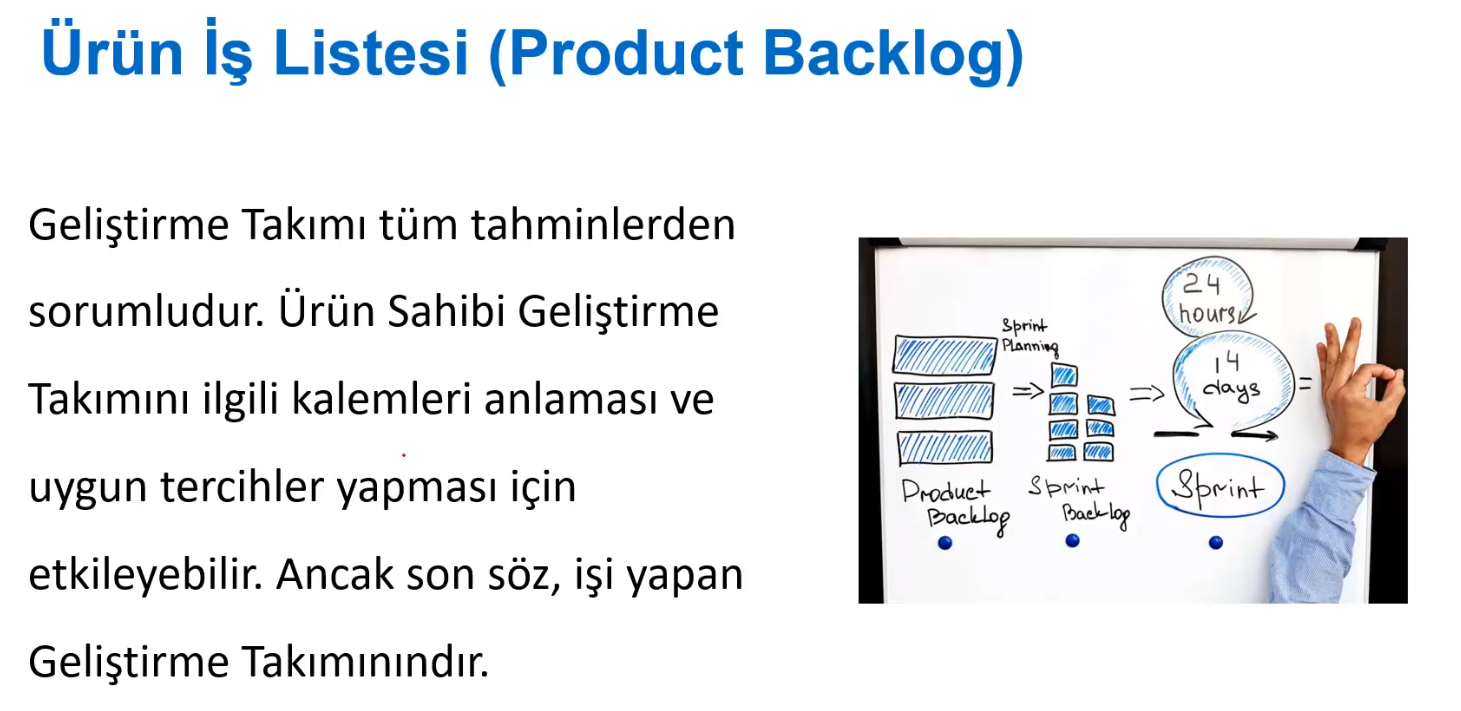 Ürün İş Listesi (Product Backlog)
Geliştirme Takımı tüm tahminlerden
sorumludur. Ürün Sahibi Geliştirme
Takımını ilgili kalemleri anlaması ve
uygun tercihler yapması için
etkileyebilir. Ancak son söz, işi yapan
Geliştirme Takımınındır.
24
hours
Sprint
Planning
14
days
=
Product
Backlog
Sprint
Backlog
Sprint